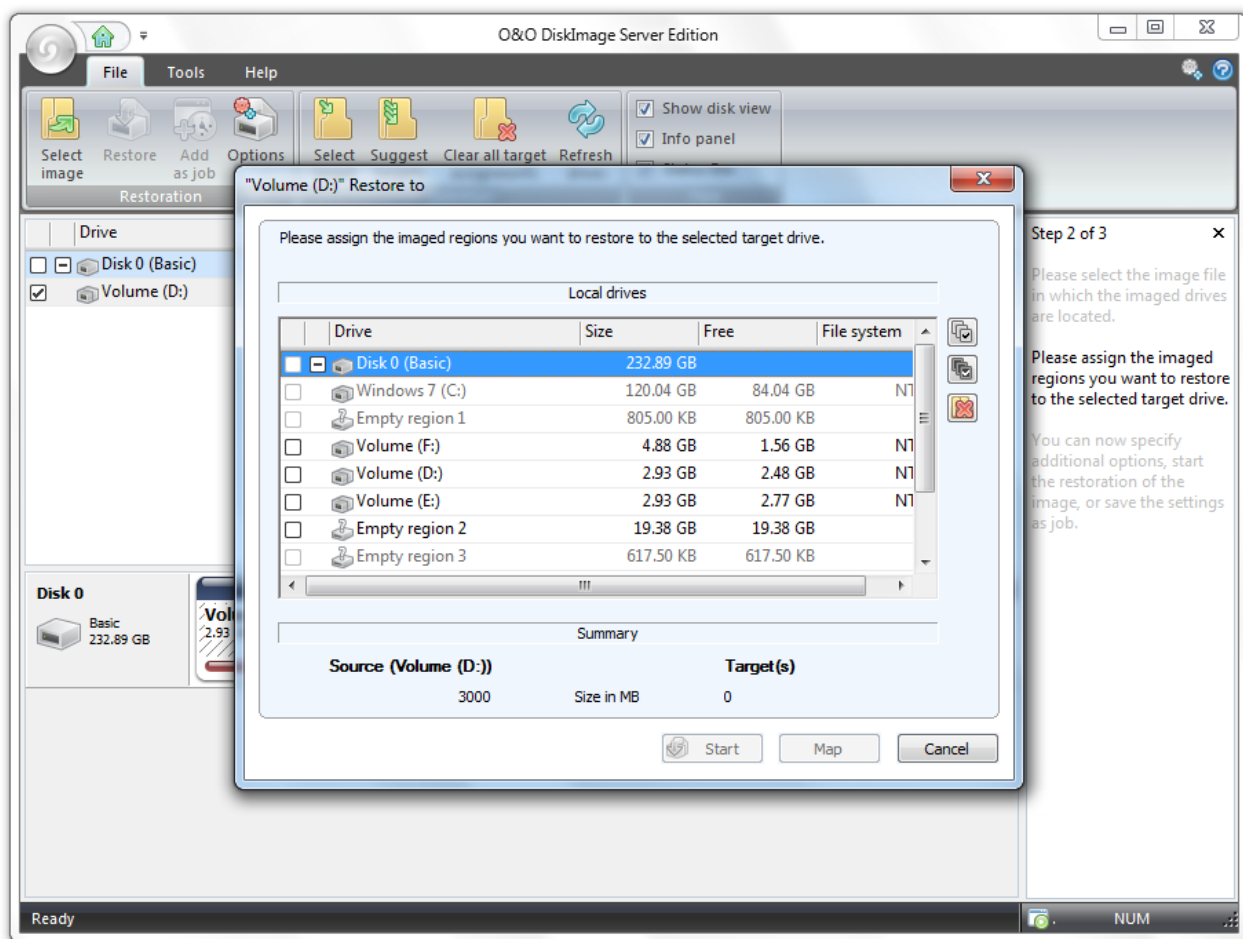 O&O DiskImage Server Edition
File Tools Help
Select image
Restore
Add as job
Options
Select
Suggest
Clear all target
Refresh
Show disk view
Info panel
Restoration
Drive
Disk 0 (Basic)
Volume (D:)
"Volume (D:)" Restore to
Please assign the imaged regions you want to restore to the selected target drive.
Local drives
Drive Size Free File system
Disk 0 (Basic) 232.89 GB
Windows 7 (C:) 120.04 GB 84.04 GB NT
Empty region 1 805.00 KB 805.00 KB
Volume (F:) 4.88 GB 1.56 GB NT
Volume (D:) 2.93 GB 2.48 GB NT
Volume (E:) 2.93 GB 2.77 GB NT
Empty region 2 19.38 GB 19.38 GB
Empty region 3 617.50 KB 617.50 KB
Summary
Source (Volume (D:)) Target(s)
3000 Size in MB 0
Start Map Cancel
Step 2 of 3
Please select the image file
in which the imaged drives
are located.
Please assign the imaged
regions you want to restore
to the selected target drive.
You can now specify
additional options, start
the restoration of the
image, or save the settings
as job.
Disk 0
Basic
232.89 GB
Vol
2.93
Ready NUM